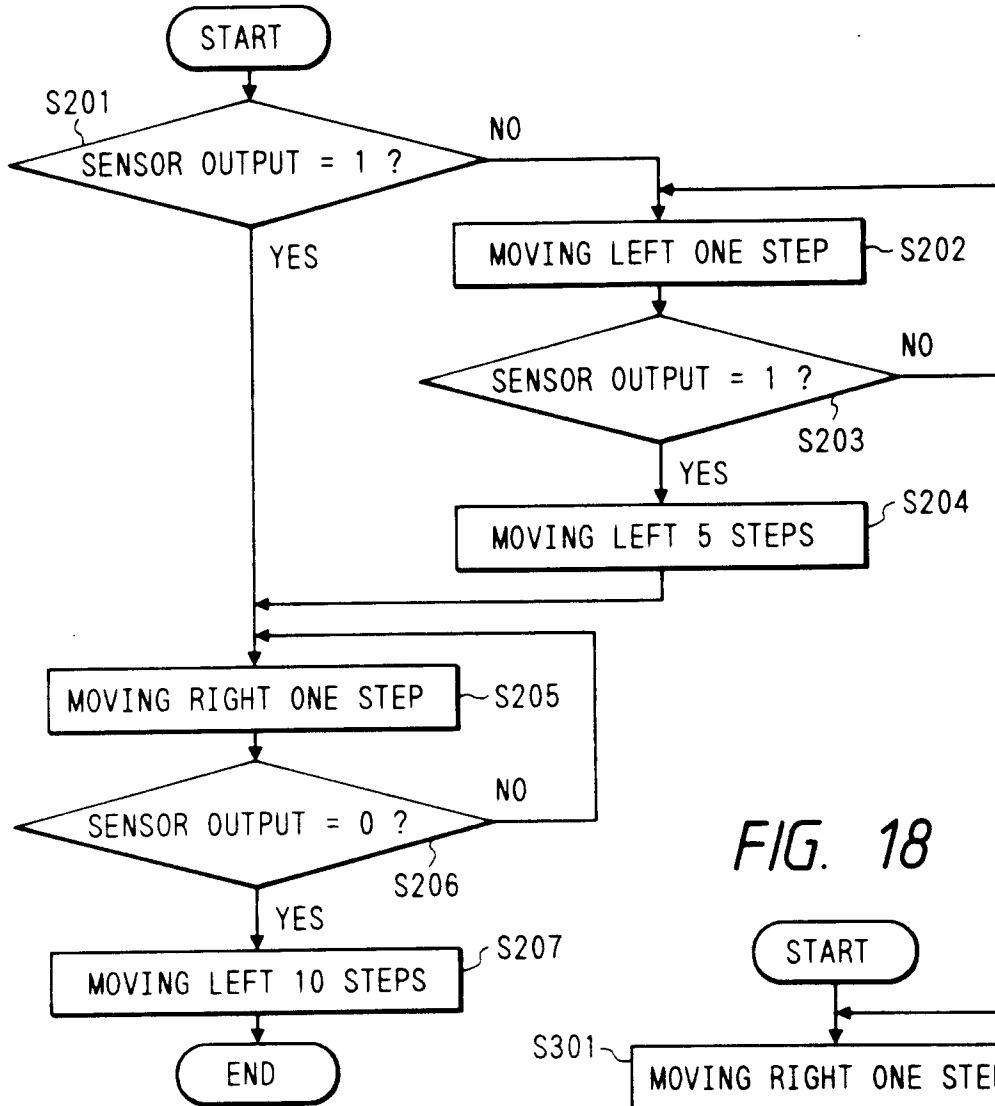 START
S201
SENSOR OUTPUT = 1 ?
NO
YES
MOVING LEFT ONE STEP
S202
SENSOR OUTPUT = 1 ?
NO
S203
YES
MOVING LEFT 5 STEPS
S204
MOVING RIGHT ONE STEP
S205
SENSOR OUTPUT = 0 ?
NO
S206
YES
MOVING LEFT 10 STEPS
S207
END
FIG. 18
START
S301
MOVING RIGHT ONE STEP